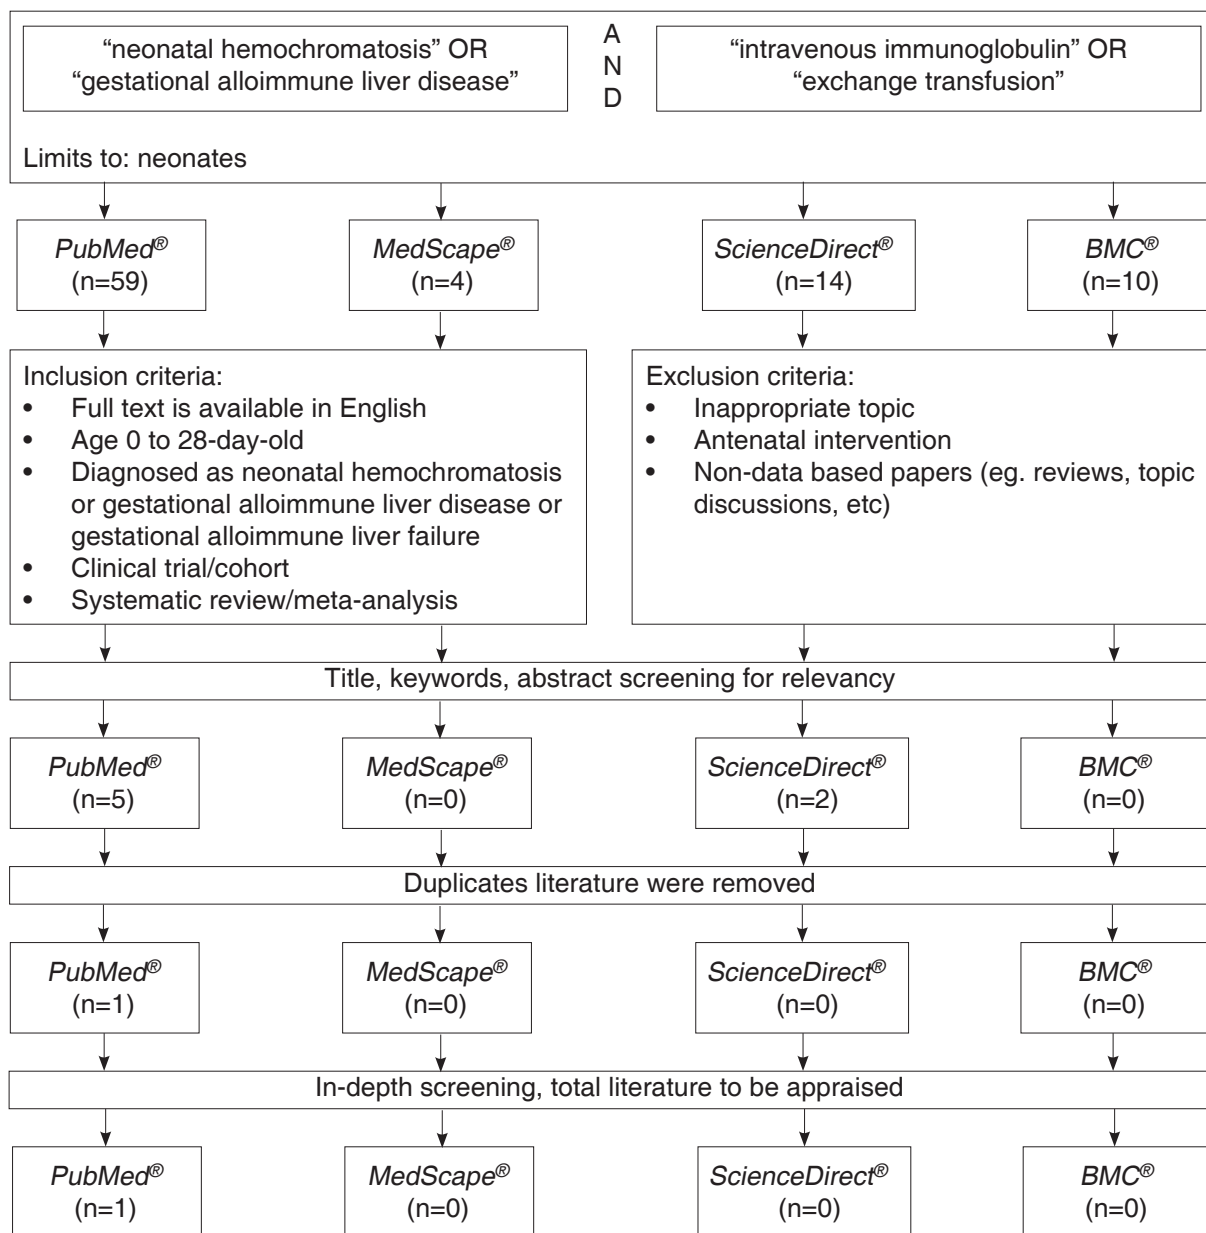 “neonatal hemochromatosis” OR
“gestational alloimmune liver disease”
A
N
D
“intravenous immunoglobulin” OR
“exchange transfusion”
Limits to: neonates
PubMed®
(n=59)
MedScape®
(n=4)
ScienceDirect®
(n=14)
BMC®
(n=10)
Inclusion criteria:
• Full text is available in English
• Age 0 to 28-day-old
• Diagnosed as neonatal hemochromatosis
or gestational alloimmune liver disease or
gestational alloimmune liver failure
• Clinical trial/cohort
• Systematic review/meta-analysis
Exclusion criteria:
• Inappropriate topic
• Antenatal intervention
• Non-data based papers (eg. reviews, topic
discussions, etc)
Title, keywords, abstract screening for relevancy
PubMed®
(n=5)
MedScape®
(n=0)
ScienceDirect®
(n=2)
BMC®
(n=0)
Duplicates literature were removed
PubMed®
(n=1)
MedScape®
(n=0)
ScienceDirect®
(n=0)
BMC®
(n=0)
In-depth screening, total literature to be appraised
PubMed®
(n=1)
MedScape®
(n=0)
ScienceDirect®
(n=0)
BMC®
(n=0)